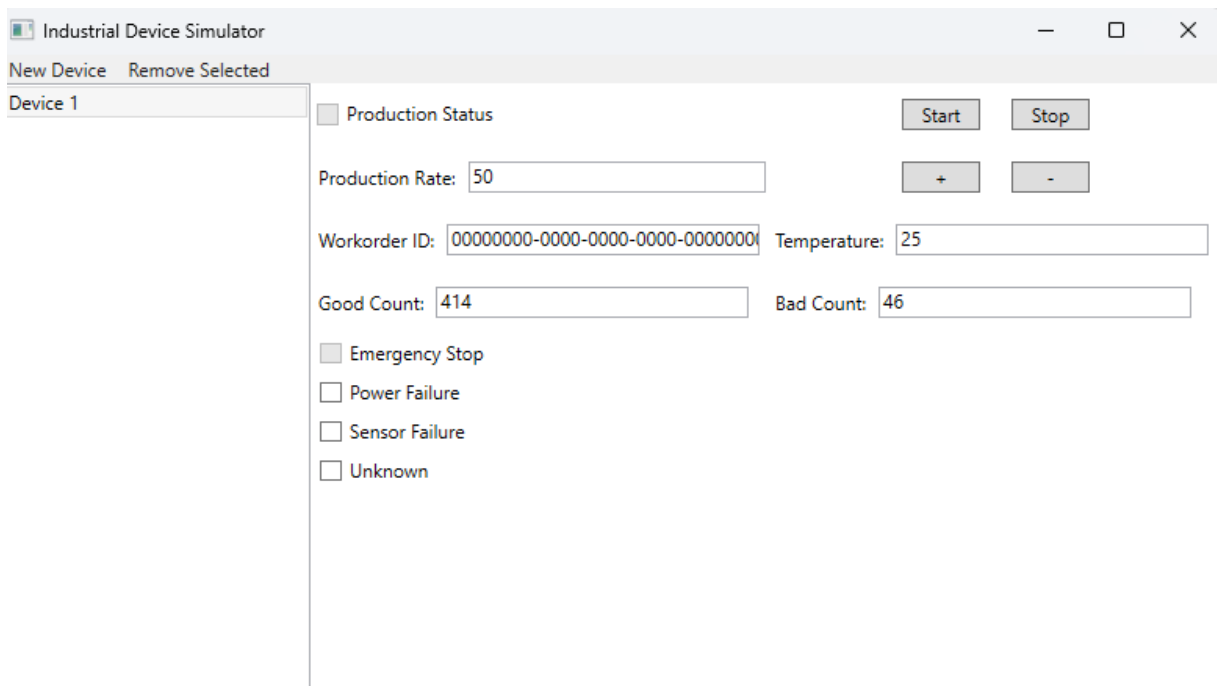 Industrial Device Simulator
New Device Remove Selected
Device 1
Production Status Start Stop
Production Rate: 50 + -
Workorder ID: 00000000-0000-0000-0000-00000000 Temperature: 25
Good Count: 414 Bad Count: 46
Emergency Stop
Power Failure
Sensor Failure
Unknown